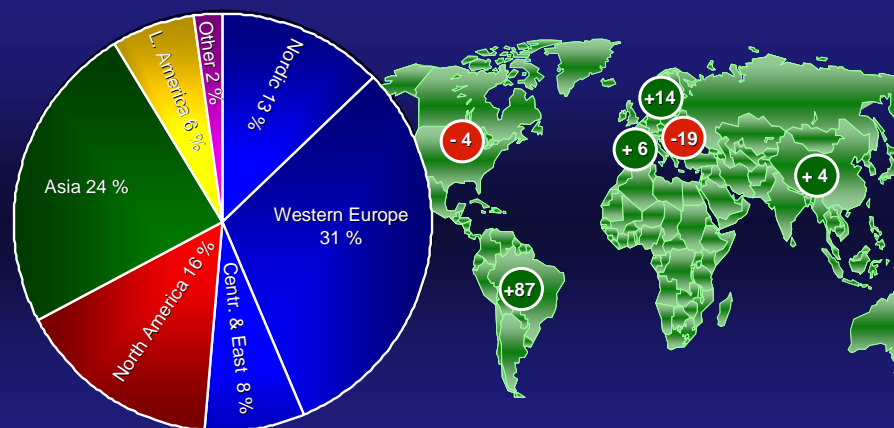 Nordic 13 %
Western Europe
31 %
Centr. & East 8 %
North America 16 %
Asia 24 %
L. America 6 %
Other 2 %
- 4
+14
+ 6
-19
+ 4
+87